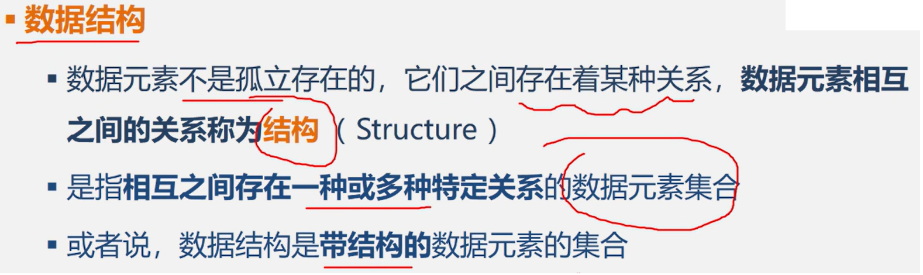 ▪ 数据结构
▪ 数据元素不是孤立存在的，它们之间存在着某种关系，数据元素相互
之间的关系称为结构（Structure）
▪ 是指相互之间存在一种或多种特定关系的数据元素集合
▪ 或者说，数据结构是带结构的数据元素的集合